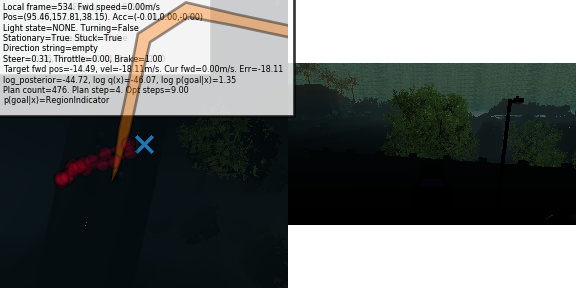 Local frame=534. Fwd speed=0.00m/s
Pos=(95.46,157.81,38.15). Acc=(-0.01,0.00,-0.00)
Light state=NONE. Turning=False
Stationary=True. Stuck=True
Direction string=empty
Steer=0.31, Throttle=0.00, Brake=1.00
Target fwd pos=-14.49, vel=-18.11m/s. Cur fwd=0.00m/s. Err=-18.11
log_posterior=-44.72, log q(x)=-46.07, log p(goal|x)=1.35
Plan count=476. Plan step=4. Opt steps=9.00
p(goal|x)=RegionIndicator